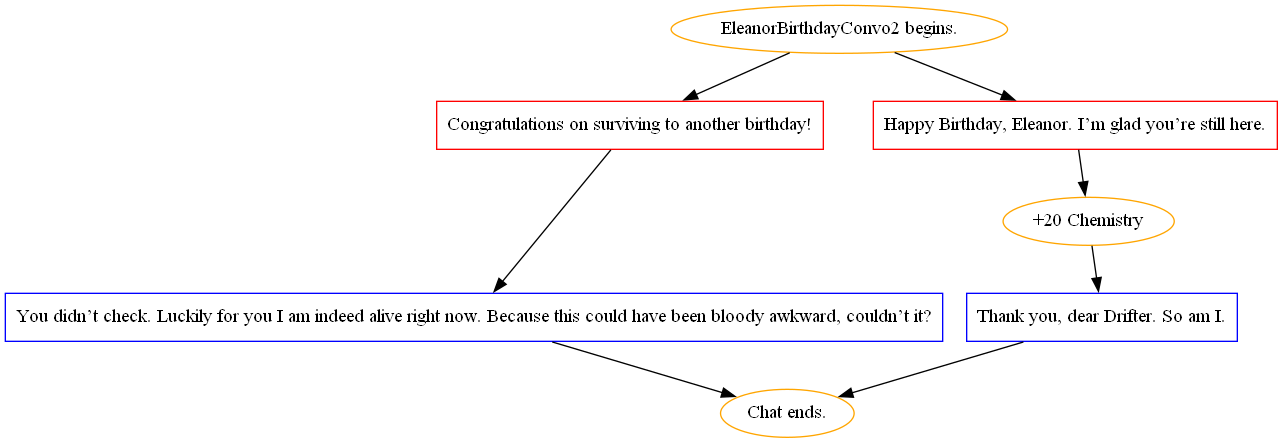 EleanorBirthdayConvo2 begins.
Congratulations on surviving to another birthday!
Happy Birthday, Eleanor. I’m glad you’re still here.
+20 Chemistry
You didn’t check. Luckily for you I am indeed alive right now. Because this could have been bloody awkward, couldn’t it?
Thank you, dear Drifter. So am I.
Chat ends.